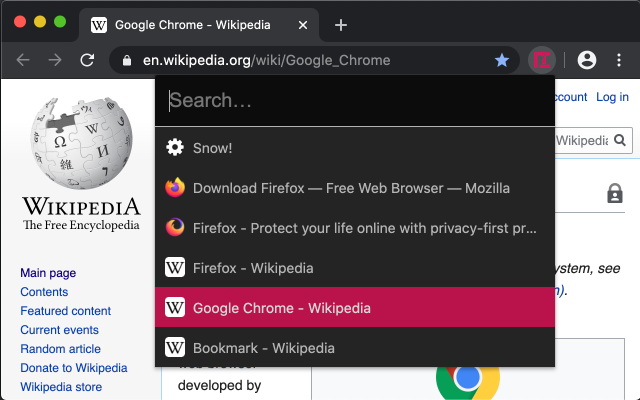 Google Chrome - Wikipedia
en.wikipedia.org/wiki/Google_Chrome
Search...
ccount Log in
Wikipedia
Snow!
Download Firefox — Free Web Browser — Mozilla
Firefox - Protect your life online with privacy-first pr...
Firefox - Wikipedia
Google Chrome - Wikipedia
Bookmark - Wikipedia
WIKIPEDIA
The Free Encyclopedia
Main page
Contents
Featured content
Current events
Random article
Donate to Wikipedia
Wikipedia store
ystem, see
).
developed by